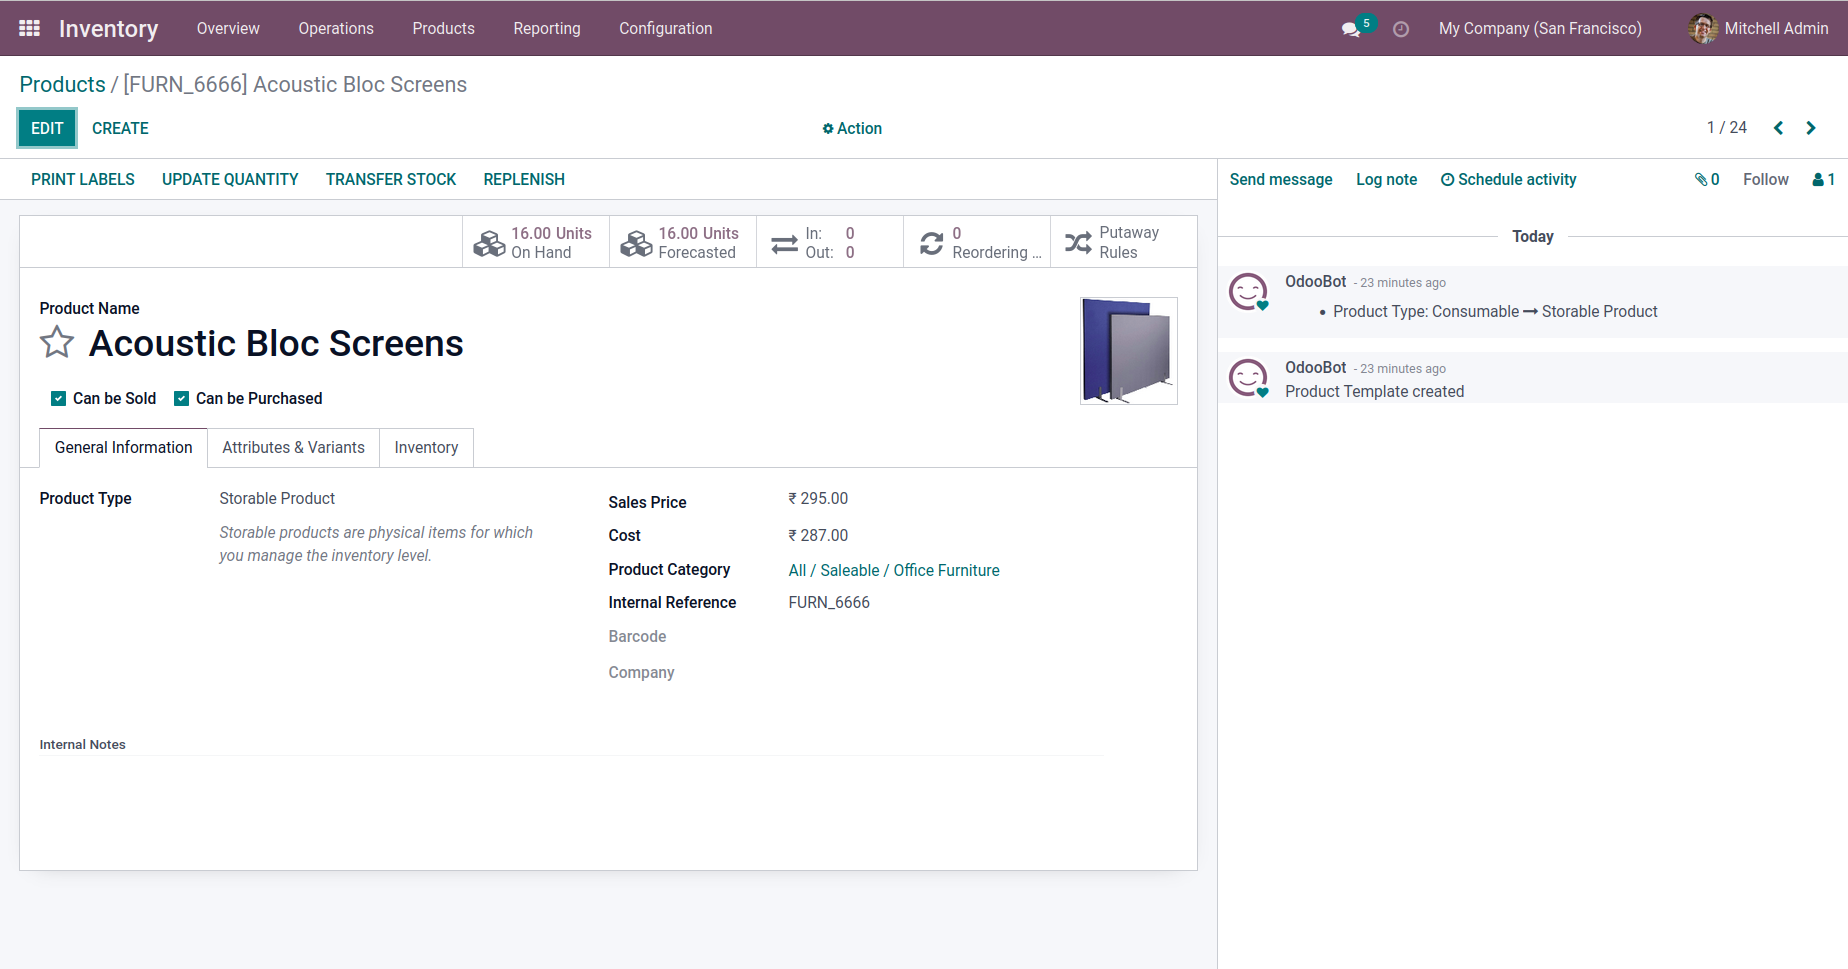 Inventory Overview Operations Products Reporting Configuration 5 My Company (San Francisco) Mitchell Admin
Products / [FURN_6666] Acoustic Bloc Screens
EDIT CREATE Action 1 / 24
PRINT LABELS UPDATE QUANTITY TRANSFER STOCK REPLENISH
Send message Log note Schedule activity 0 Follow 1
16.00 Units
On Hand
16.00 Units
Forecasted
In: 0
Out: 0
0
Reordering ...
Putaway
Rules
Product Name
Acoustic Bloc Screens
Can be Sold Can be Purchased
General Information Attributes & Variants Inventory
Product Type Storable Product
Storable products are physical items for which
you manage the inventory level.
Sales Price ₹ 295.00
Cost ₹ 287.00
Product Category All / Saleable / Office Furniture
Internal Reference FURN_6666
Barcode
Company
Internal Notes
Today
OdooBot - 23 minutes ago
• Product Type: Consumable → Storable Product
OdooBot - 23 minutes ago
Product Template created